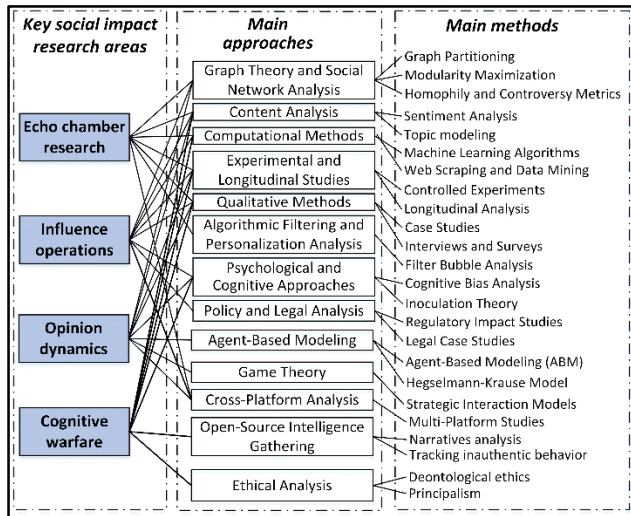 Key social impact
research areas
Echo chamber
research
Influence
operations
Opinion
dynamics
Cognitive
warfare
Main
approaches
Graph Theory and Social
Network Analysis
Content Analysis
Computational Methods
Experimental and
Longitudinal Studies
Qualitative Methods
Algorithmic Filtering and
Personalization Analysis
Psychological and
Cognitive Approaches
Policy and Legal Analysis
Agent-Based Modeling
Game Theory
Cross-Platform Analysis
Open-Source Intelligence
Gathering
Ethical Analysis
Main methods
Graph Partitioning
Modularity Maximization
Homophily and Controversy Metrics
Sentiment Analysis
Topic modeling
Machine Learning Algorithms
Web Scraping and Data Mining
Controlled Experiments
Longitudinal Analysis
Case Studies
Interviews and Surveys
Filter Bubble Analysis
Cognitive Bias Analysis
Inoculation Theory
Regulatory Impact Studies
Legal Case Studies
Agent-Based Modeling (ABM)
Hegselmann-Krause Model
Strategic Interaction Models
Multi-Platform Studies
Narratives analysis
Tracking inauthentic behavior
Deontological ethics
Principalism